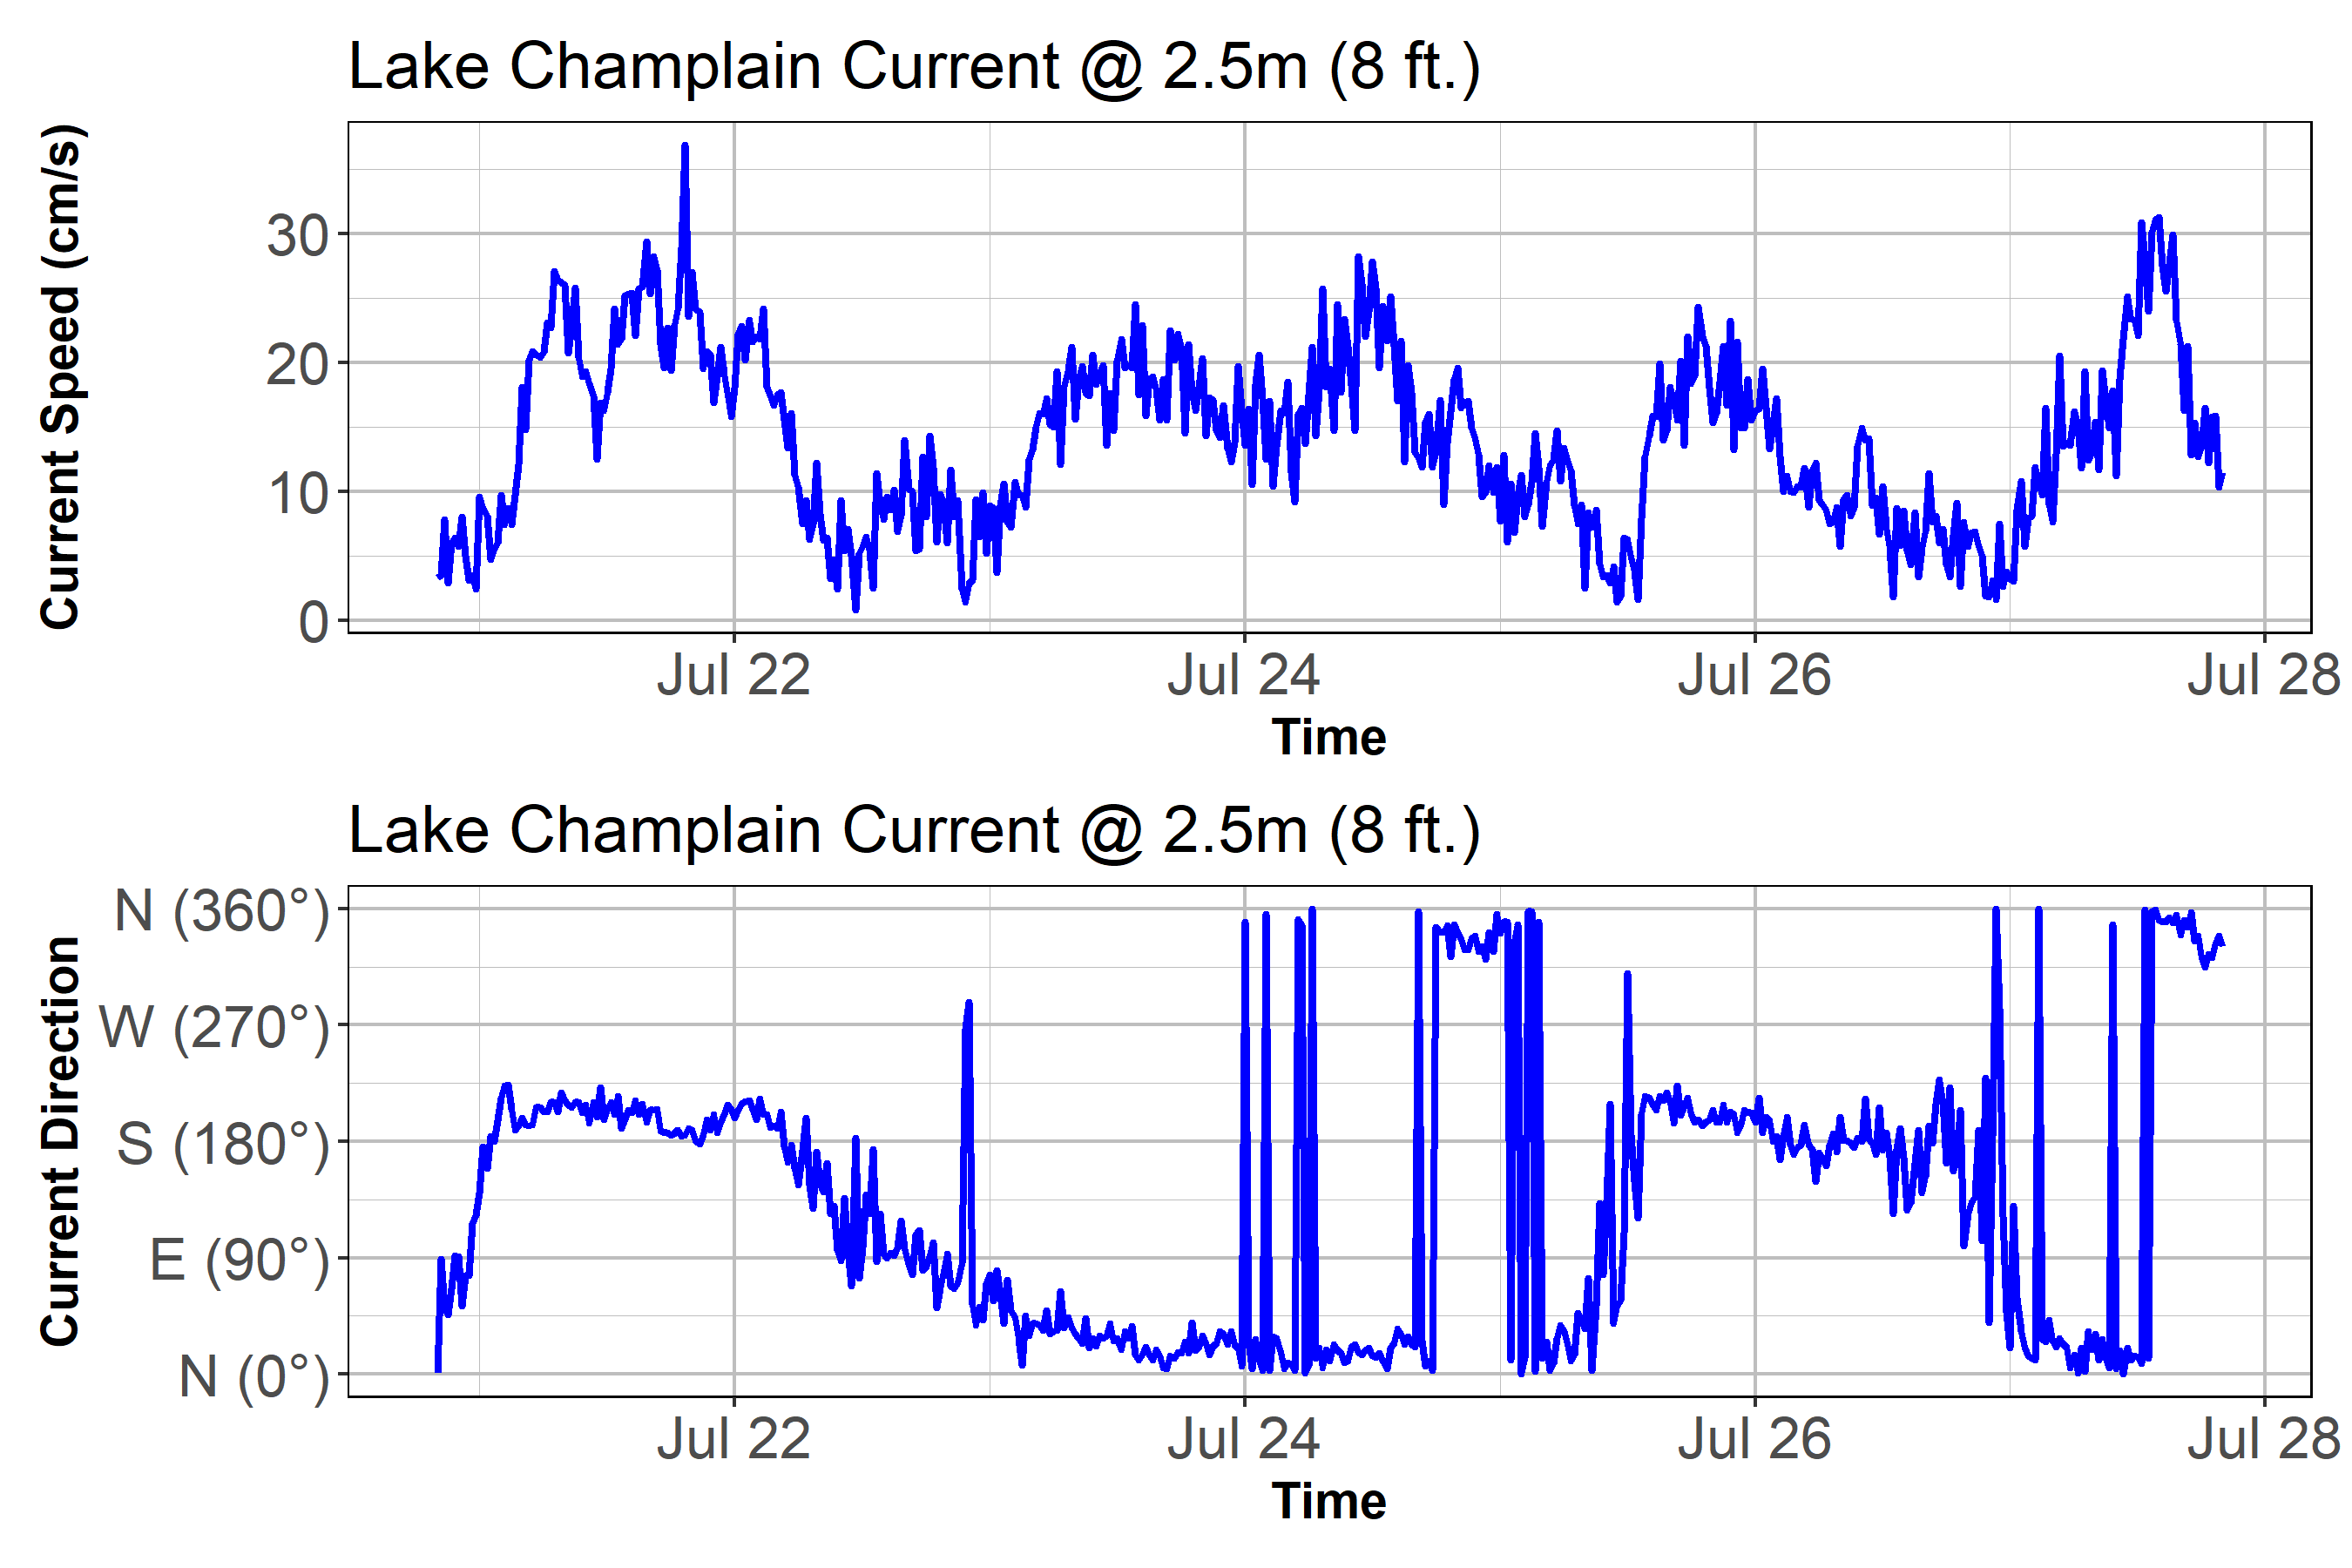 Lake Champlain Current @ 2.5m (8 ft.)
Current Speed (cm/s)
30
20
10
0
Jul 22 Jul 24 Jul 26 Jul 28
Time
Lake Champlain Current @ 2.5m (8 ft.)
Current Direction
N (360°)
W (270°)
S (180°)
E (90°)
N (0°)
Jul 22 Jul 24 Jul 26 Jul 28
Time